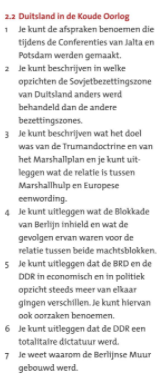 2.2 Duitsland in de Koude Oorlog
1 Je kunt de afspraken benoemen die
tijdens de Conferenties van Jalta en
Potsdam werden gemaakt.
2 Je kunt beschrijven in welke
opzichten de Sovjetbezettingszone
van Duitsland anders werd
behandeld dan de andere
bezettingszones.
3 Je kunt beschrijven wat het doel
was van de Trumandoctrine en van
het Marshallplan en je kunt uit-
leggen wat de relatie is tussen
Marshallhulp en Europese
eenwording.
4 Je kunt uitleggen wat de Blokkade
van Berlijn inhield en wat de
gevolgen ervan waren voor de
relatie tussen beide machtsblokken.
5 Je kunt uitleggen dat de BRD en de
DDR in economisch en in politiek
opzicht steeds meer van elkaar
gingen verschillen. Je kunt hiervan
ook oorzaken benoemen.
6 Je kunt uitleggen dat de DDR een
totalitaire dictatuur werd.
7 Je weet waarom de Berlijnse Muur
gebouwd werd.